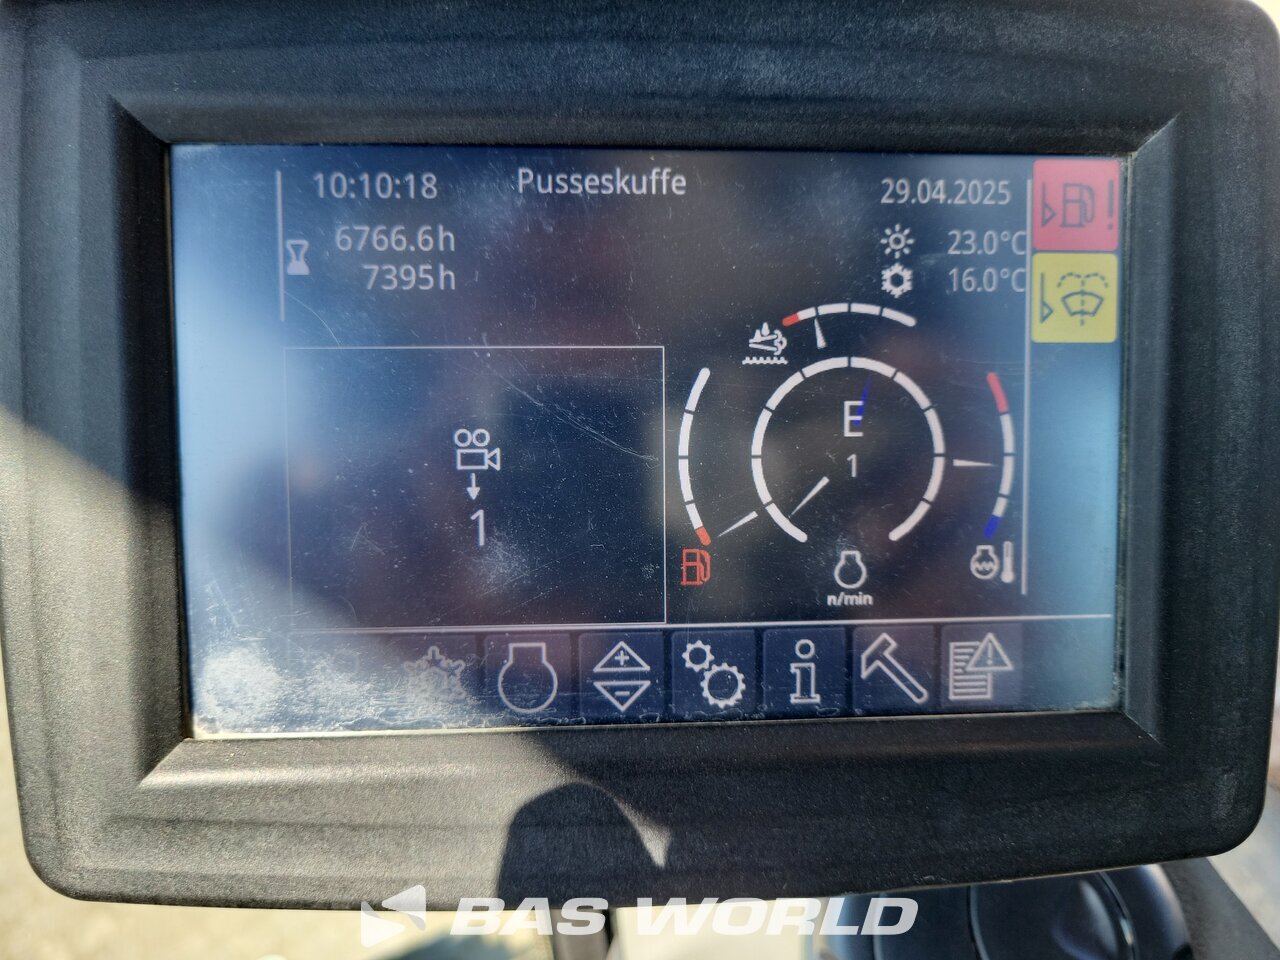 10:10:18
Pusseskuffe
29.04.2025
6766.6h
7395h
23.0°C
16.0°C
E
1
1
n/min
BAS WORLD